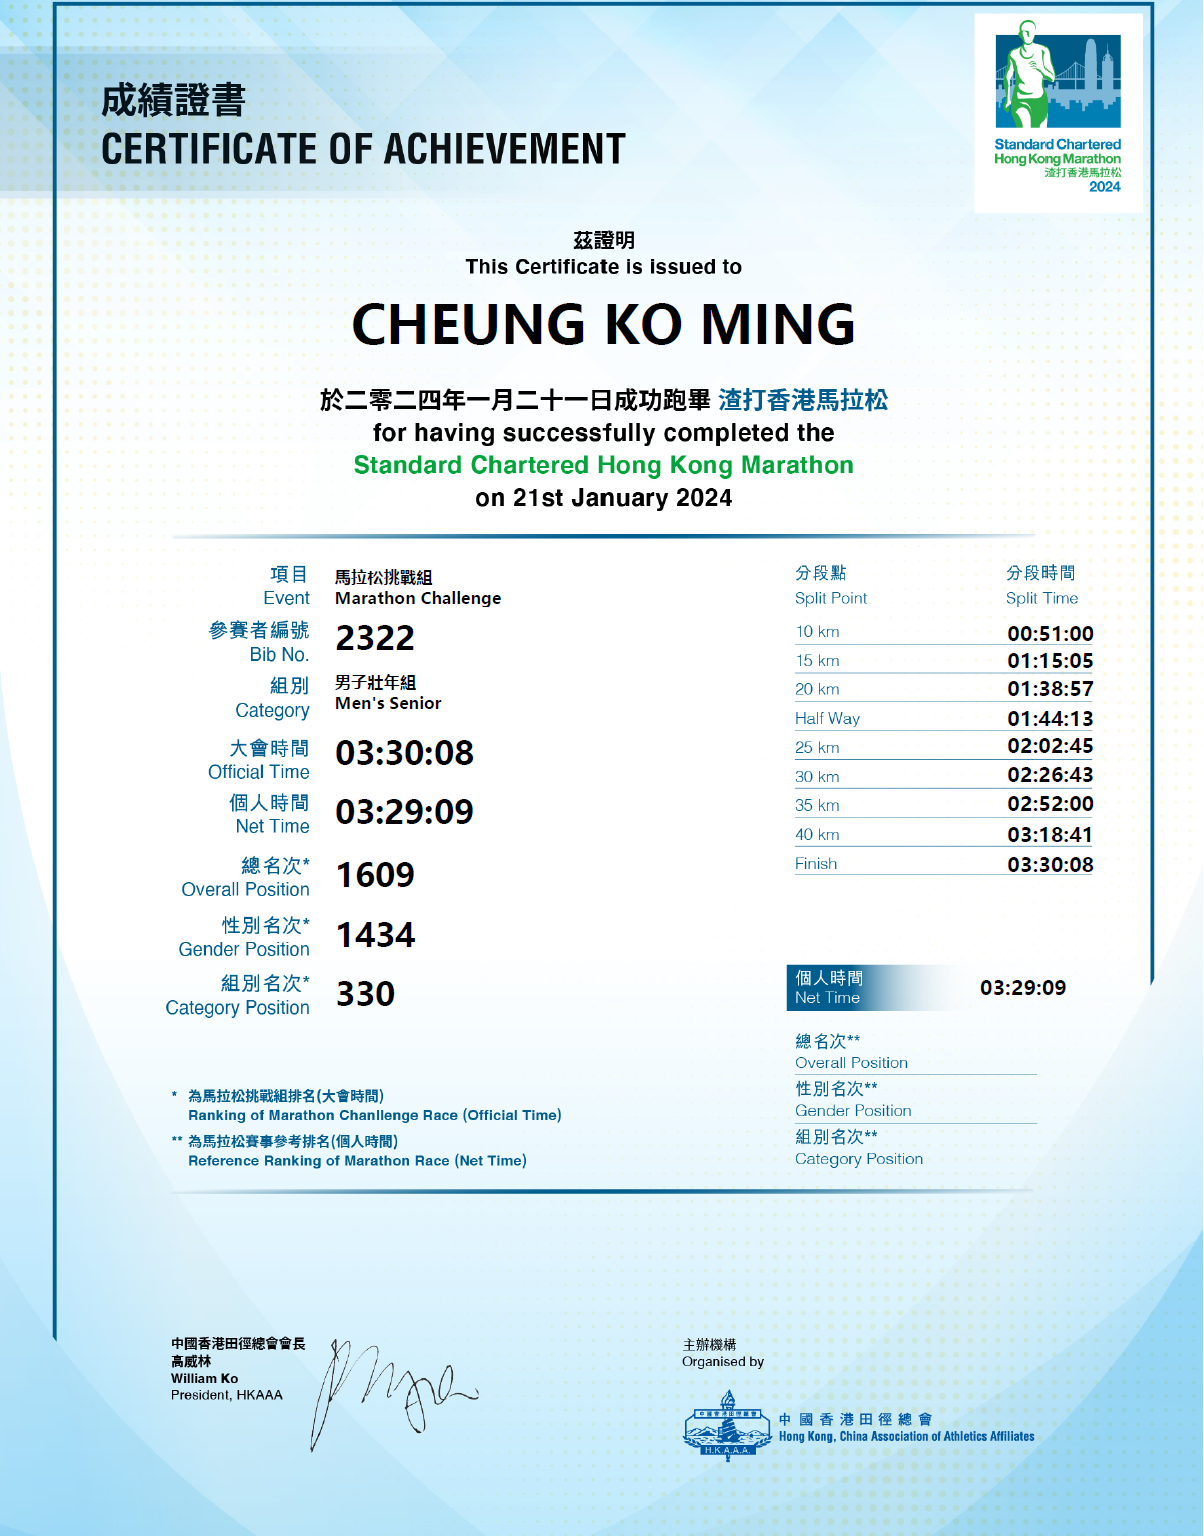 成績證書
CERTIFICATE OF ACHIEVEMENT
Standard Chartered
Hong Kong Marathon
渣打香港馬拉松
2024
茲證明
This Certificate is issued to
CHEUNG KO MING
於二零二四年一月二十一日成功跑畢 渣打香港馬拉松
for having successfully completed the
Standard Chartered Hong Kong Marathon
on 21st January 2024
項目 馬拉松挑戰組
Event Marathon Challenge
參賽者編號
Bib No. 2322
組別 男子壯年組
Category Men's Senior
大會時間
Official Time 03:30:08
個人時間
Net Time 03:29:09
總名次*
Overall Position 1609
性別名次*
Gender Position 1434
組別名次*
Category Position 330
* 為馬拉松挑戰組排名(大會時間)
Ranking of Marathon Chanllenge Race (Official Time)
** 為馬拉松賽事參考排名(個人時間)
Reference Ranking of Marathon Race (Net Time)
分段點 分段時間
Split Point Split Time
10 km 00:51:00
15 km 01:15:05
20 km 01:38:57
Half Way 01:44:13
25 km 02:02:45
30 km 02:26:43
35 km 02:52:00
40 km 03:18:41
Finish 03:30:08
個人時間
Net Time 03:29:09
總名次**
Overall Position
性別名次**
Gender Position
組別名次**
Category Position
中國香港田徑總會會長
高威林
William Ko
President, HKAAA
主辦機構
Organised by
中國香港田徑總會
H.K.A.A.A.
中國香港田徑總會
Hong Kong, China Association of Athletics Affiliates